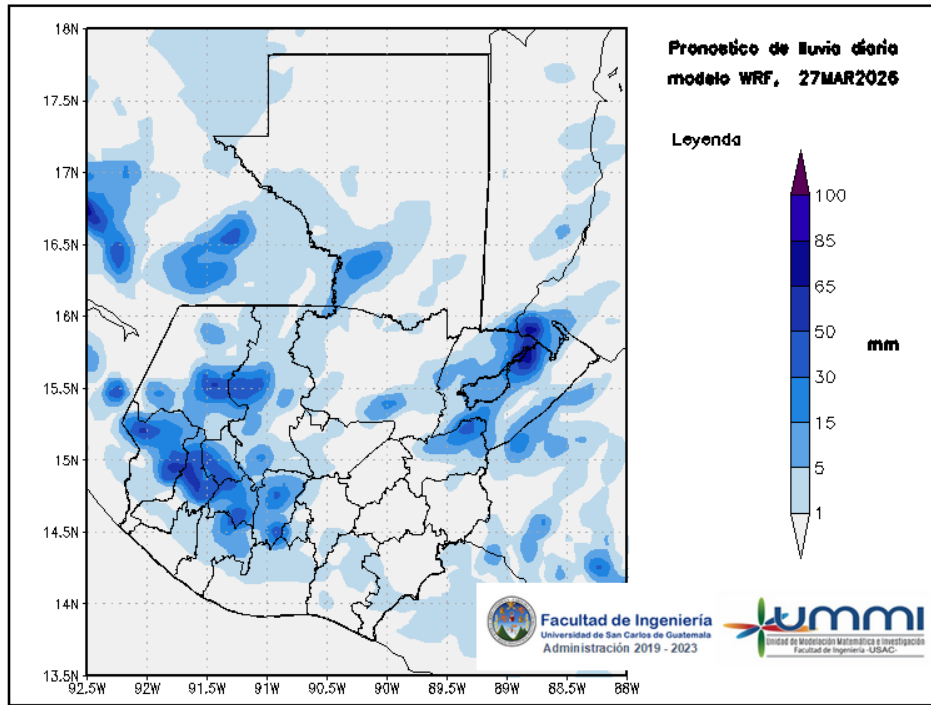 Pronostico de lluvia diaria
modelo WRF, 27MAR2026
Leyenda
100
85
65
50
30
15
5
1
mm
18N
17.5N
17N
16.5N
16N
15.5N
15N
14.5N
14N
13.5N
92.5W
92W
91.5W
91W
90.5W
90W
89.5W
89W
88.5W
88W
Facultad de Ingeniería
Universidad de San Carlos de Guatemala
Administración 2019 - 2023
UMMI
Unidad de Modelación Matemática e Investigación
Facultad de Ingeniería -USAC-